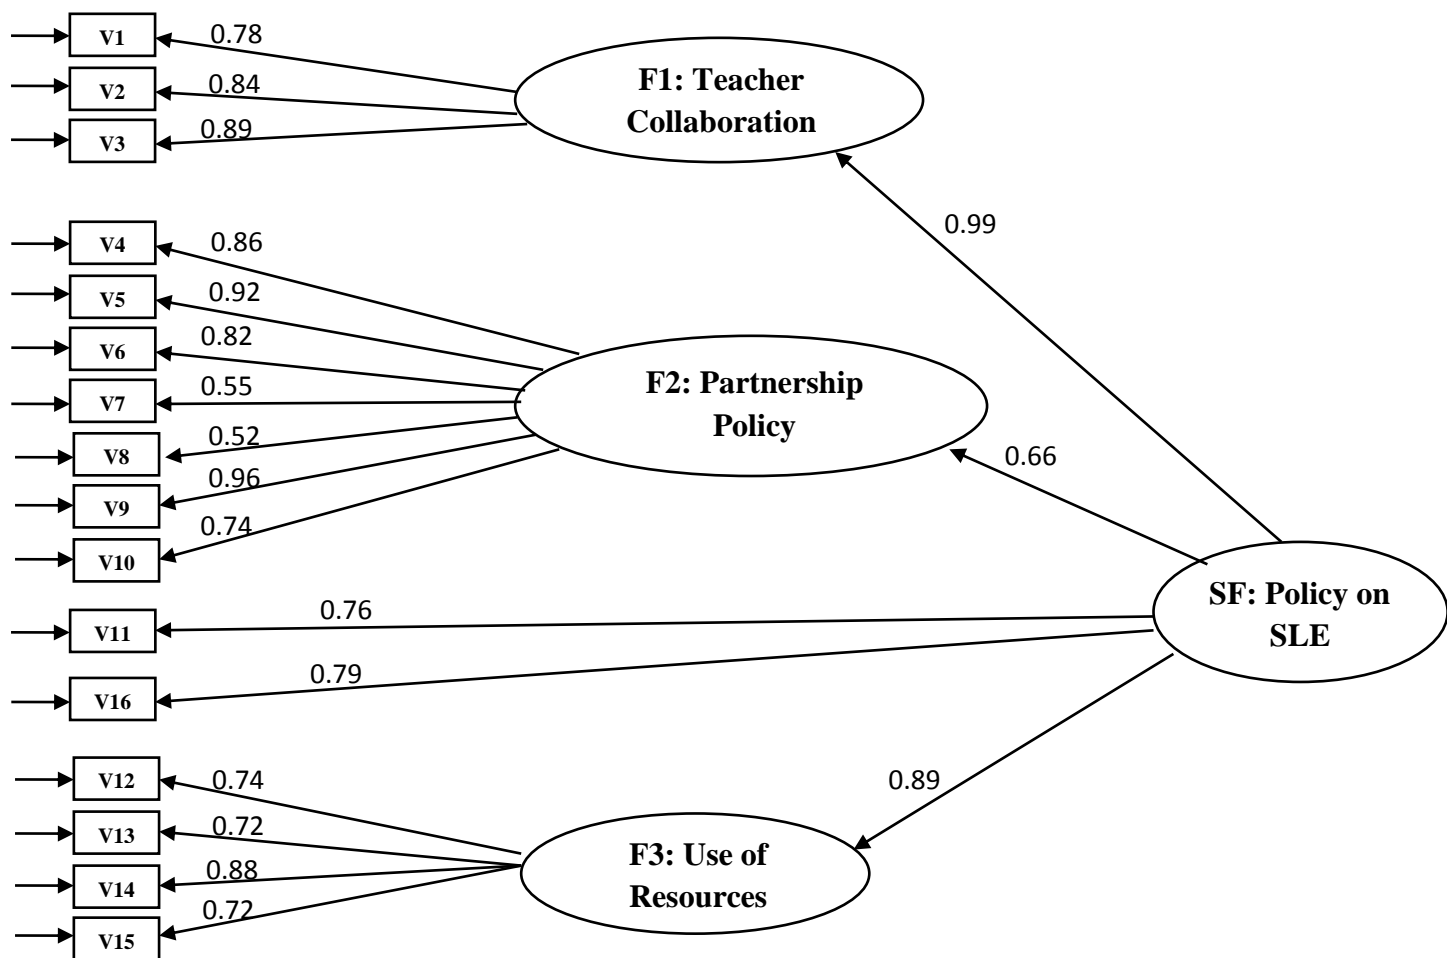 V1
0.78
V2
0.84
V3
0.89
F1: Teacher
Collaboration
0.99
V4
0.86
V5
0.92
V6
0.82
V7
0.55
V8
0.52
V9
0.96
V10
0.74
F2: Partnership
Policy
0.66
V11
0.76
V16
0.79
SF: Policy on
SLE
V12
0.74
V13
0.72
V14
0.88
V15
0.72
F3: Use of
Resources
0.89